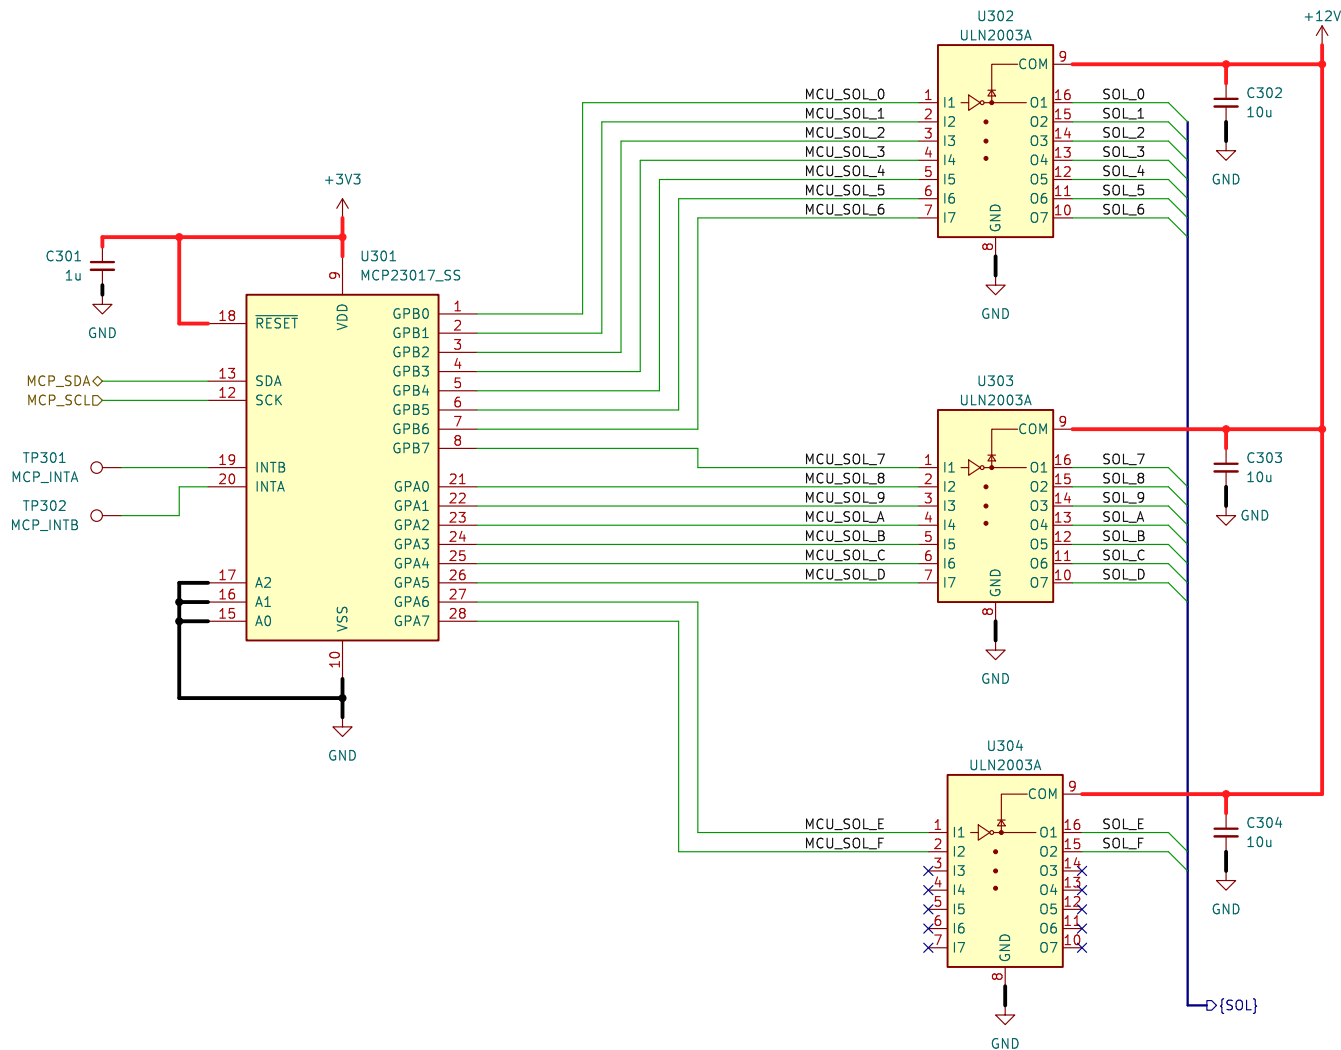 U302
ULN2003A
+12V
COM
9
C302
10u
GND
MCU_SOL_0
1
I1
O1
16
SOL_0
MCU_SOL_1
2
I2
O2
15
SOL_1
MCU_SOL_2
3
I3
O3
14
SOL_2
MCU_SOL_3
4
I4
O4
13
SOL_3
MCU_SOL_4
5
I5
O5
12
SOL_4
MCU_SOL_5
6
I6
O6
11
SOL_5
MCU_SOL_6
7
I7
O7
10
SOL_6
GND
8
GND
+3V3
C301
1u
GND
U301
MCP23017_SS
9
VDD
18
RESET
MCP_SDA
13
SDA
MCP_SCL
12
SCK
TP301
MCP_INTA
19
INTB
TP302
MCP_INTB
20
INTA
17
A2
16
A1
15
A0
VSS
10
GND
GPB0
1
GPB1
2
GPB2
3
GPB3
4
GPB4
5
GPB5
6
GPB6
7
GPB7
8
GPA0
21
GPA1
22
GPA2
23
GPA3
24
GPA4
25
GPA5
26
GPA6
27
GPA7
28
U303
ULN2003A
COM
9
C303
10u
GND
MCU_SOL_7
1
I1
O1
16
SOL_7
MCU_SOL_8
2
I2
O2
15
SOL_8
MCU_SOL_9
3
I3
O3
14
SOL_9
MCU_SOL_A
4
I4
O4
13
SOL_A
MCU_SOL_B
5
I5
O5
12
SOL_B
MCU_SOL_C
6
I6
O6
11
SOL_C
MCU_SOL_D
7
I7
O7
10
SOL_D
GND
8
GND
U304
ULN2003A
COM
9
C304
10u
GND
MCU_SOL_E
1
I1
O1
16
SOL_E
MCU_SOL_F
2
I2
O2
15
SOL_F
3
I3
O3
14
4
I4
O4
13
5
I5
O5
12
6
I6
O6
11
7
I7
O7
10
GND
8
GND
{SOL}